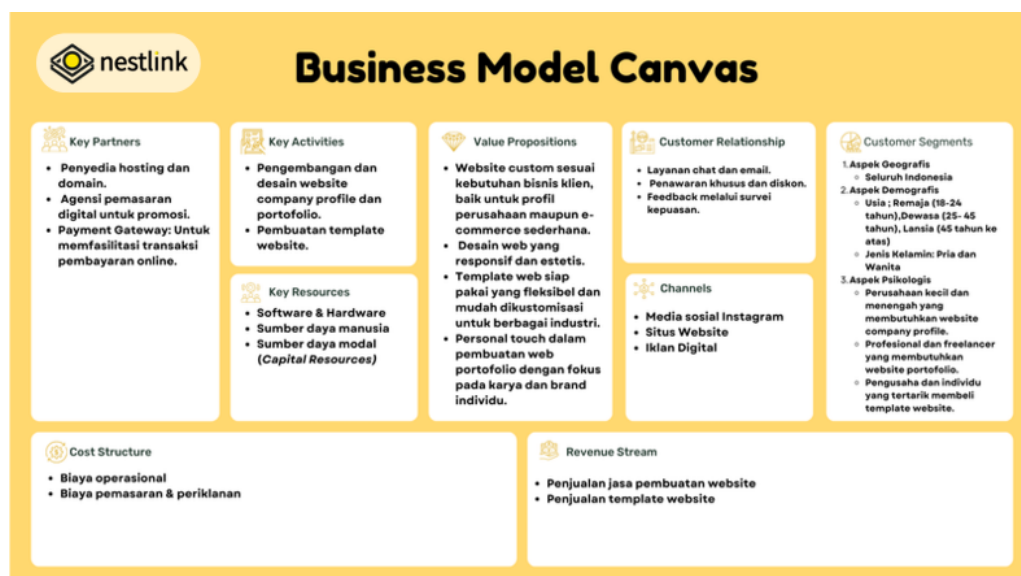 nestlink
Business Model Canvas
Key Partners
• Penyedia hosting dan
domain.
• Agensi pemasaran
digital untuk promosi.
• Payment Gateway: Untuk
memfasilitasi transaksi
pembayaran online.
Key Activities
• Pengembangan dan
desain website
company profile dan
portofolio.
• Pembuatan template
website.
Key Resources
• Software & Hardware
• Sumber daya manusia
• Sumber daya modal
(Capital Resources)
Value Propositions
• Website custom sesuai
kebutuhan bisnis klien,
baik untuk profil
perusahaan maupun e-
commerce sederhana.
• Desain web yang
responsif dan estetis.
• Template web siap
pakai yang fleksibel dan
mudah dikustomisasi
untuk berbagai industri.
• Personal touch dalam
pembuatan web
portofolio dengan fokus
pada karya dan brand
individu.
Customer Relationship
• Layanan chat dan email.
• Penawaran khusus dan diskon.
• Feedback melalui survei
kepuasan.
Channels
• Media sosial Instagram
• Situs Website
• Iklan Digital
Customer Segments
1. Aspek Geografis
◦ Seluruh Indonesia
2. Aspek Demografis
◦ Usia ; Remaja (18-24
tahun),Dewasa (25- 45
tahun), Lansia (45 tahun ke
atas)
◦ Jenis Kelamin: Pria dan
Wanita
3. Aspek Psikologis
◦ Perusahaan kecil dan
menengah yang
membutuhkan website
company profile.
◦ Profesional dan freelancer
yang membutuhkan
website portofolio.
◦ Pengusaha dan individu
yang tertarik membeli
template website.
Cost Structure
• Biaya operasional
• Biaya pemasaran & periklanan
Revenue Stream
• Penjualan jasa pembuatan website
• Penjualan template website